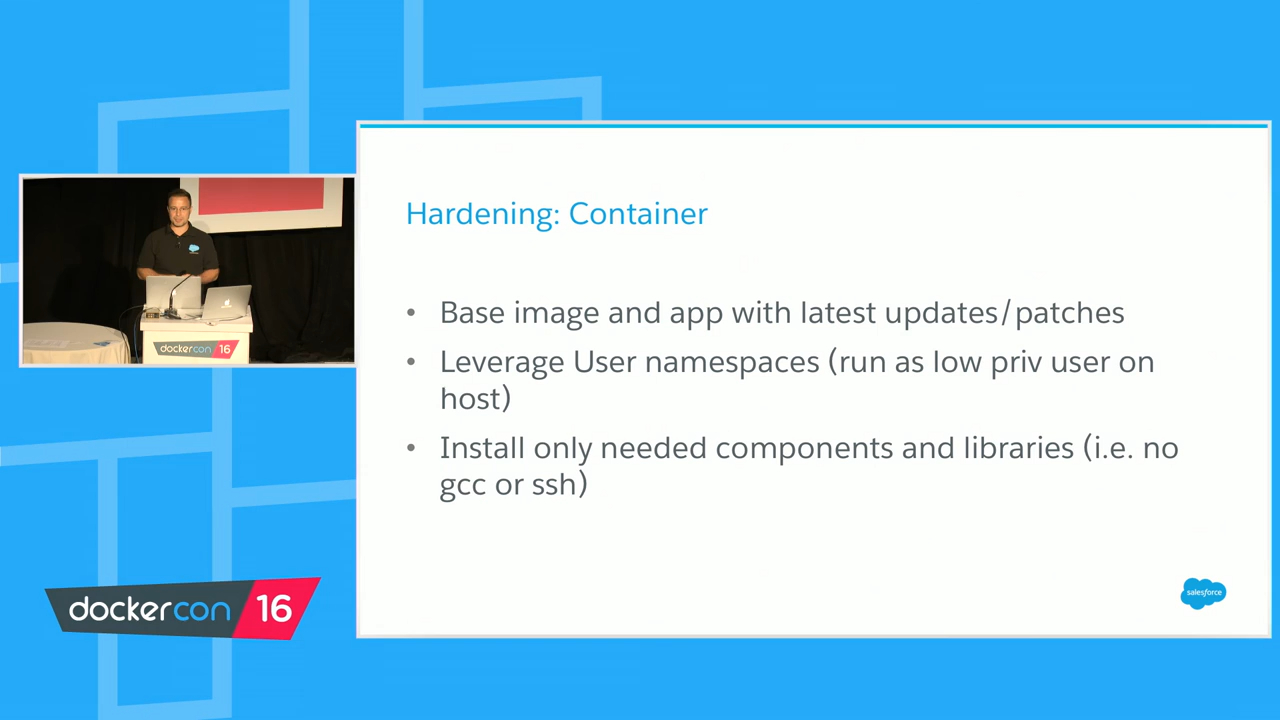 Hardening: Container
• Base image and app with latest updates/patches
• Leverage User namespaces (run as low priv user on
host)
• Install only needed components and libraries (i.e. no
gcc or ssh)
salesforce
dockercon 16
dockercon 16